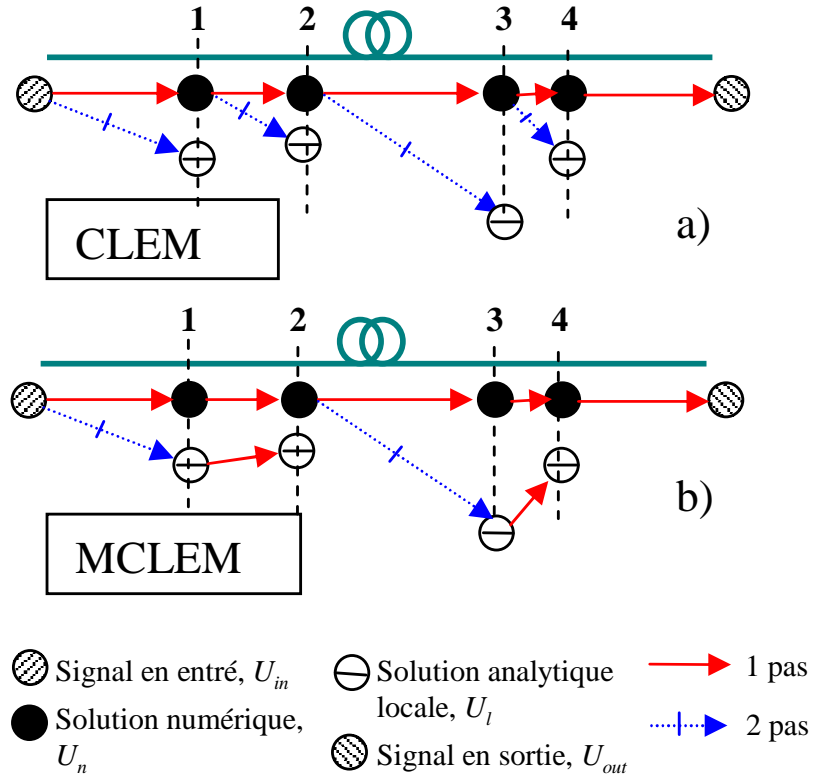 1 2 3 4
CLEM
a)
1 2 3 4
MCLEM
b)
Signal en entré, U_in
Solution numérique,
U_n
Solution analytique
locale, U_l
Signal en sortie, U_out
1 pas
2 pas